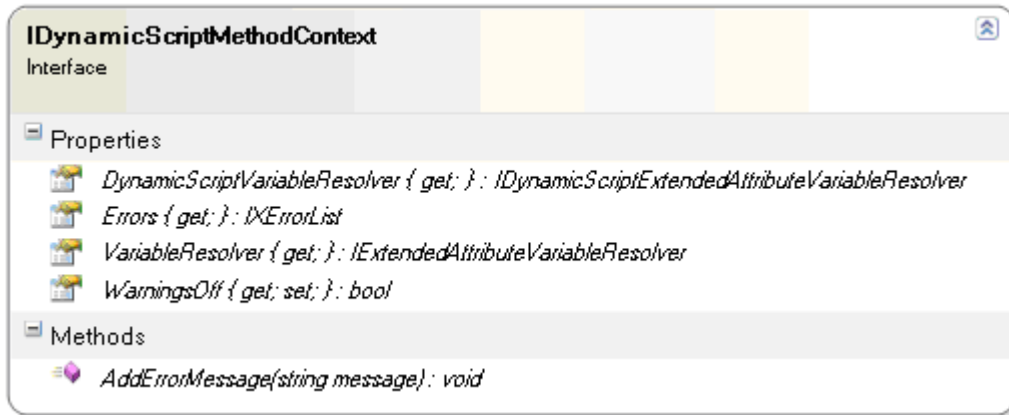 IDynamicScriptMethodContext
Interface
Properties
DynamicScriptVariableResolver { get; } : IDynamicScriptExtendedAttributeVariableResolver
Errors { get; } : IXErrorList
VariableResolver { get; } : IExtendedAttributeVariableResolver
WarningsOff { get; set; } : bool
Methods
AddErrorMessage(string message) : void